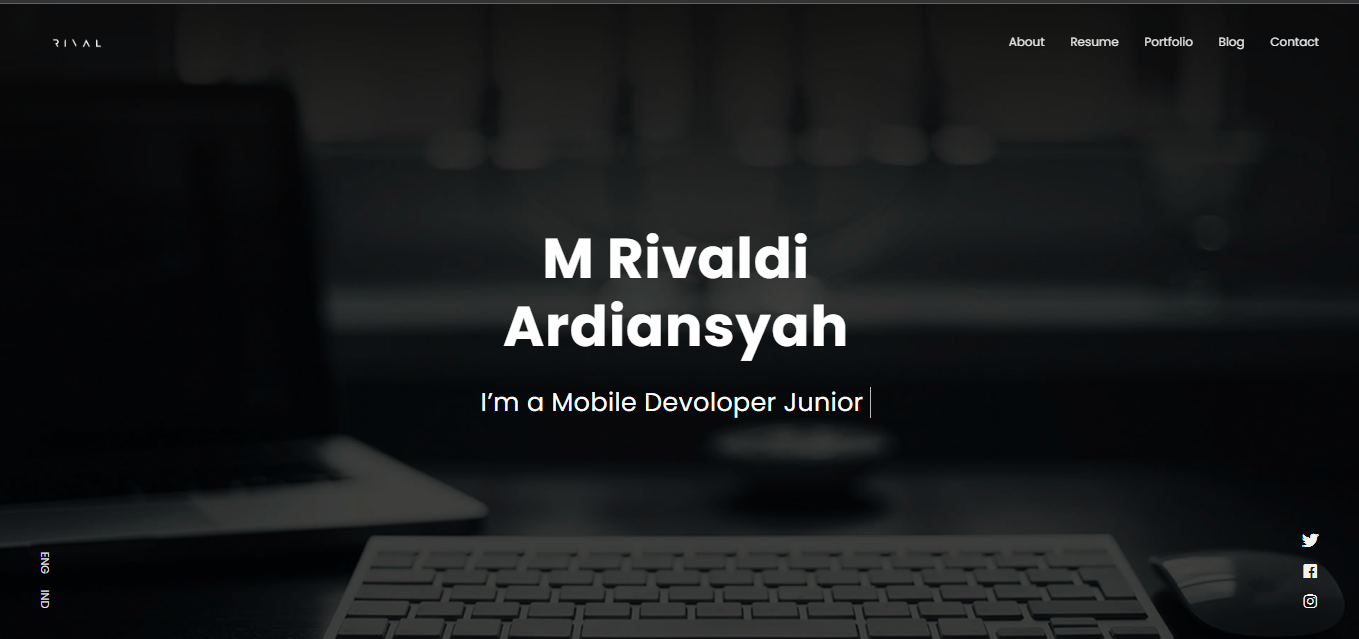 RIVAL
About Resume Portfolio Blog Contact
M Rivaldi
Ardiansyah
I’m a Mobile Devoloper Junior
ENG IND